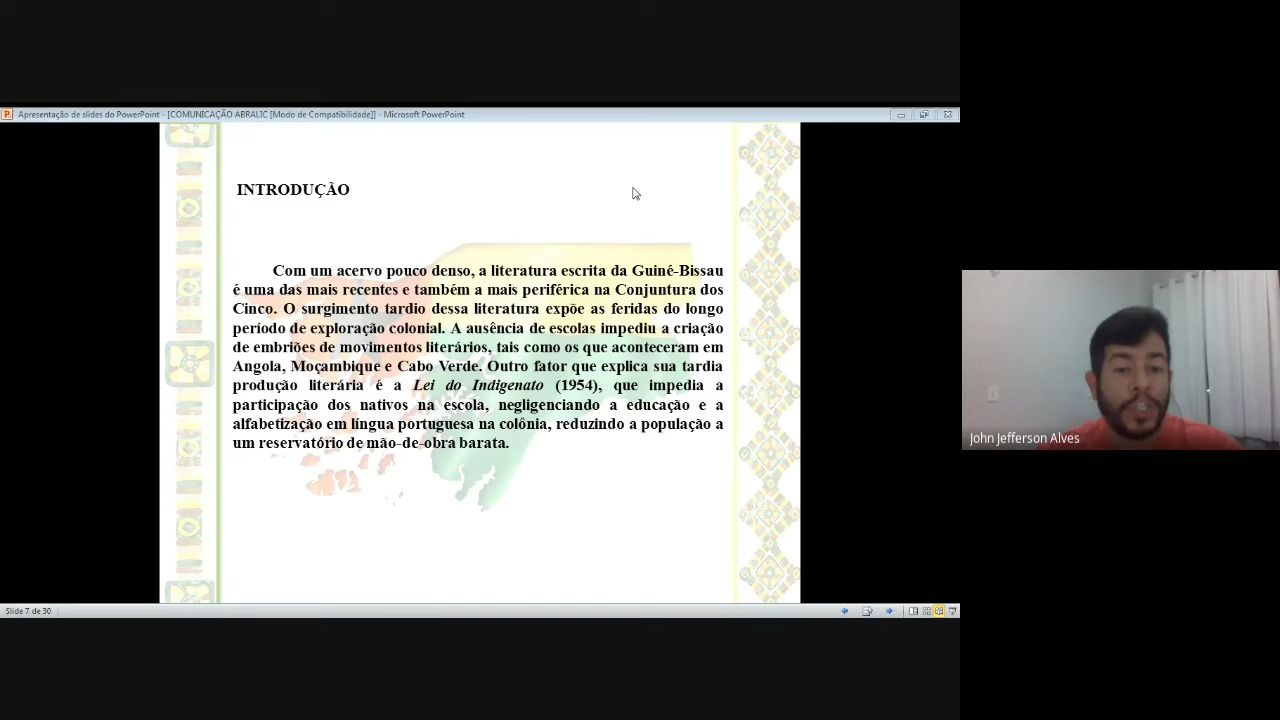 Apresentação de slides do PowerPoint - [COMUNICAÇÃO ABRALIC [Modo de Compatibilidade]] - Microsoft PowerPoint
INTRODUÇÃO
Com um acervo pouco denso, a literatura escrita da Guiné-Bissau
é uma das mais recentes e também a mais periférica na Conjuntura dos
Cinco. O surgimento tardio dessa literatura expõe as feridas do longo
período de exploração colonial. A ausência de escolas impediu a criação
de embriões de movimentos literários, tais como os que aconteceram em
Angola, Moçambique e Cabo Verde. Outro fator que explica sua tardia
produção literária é a Lei do Indigenato (1954), que impedia a
participação dos nativos na escola, negligenciando a educação e a
alfabetização em língua portuguesa na colônia, reduzindo a população a
um reservatório de mão-de-obra barata.
John Jefferson Alves
Slide 7 de 30